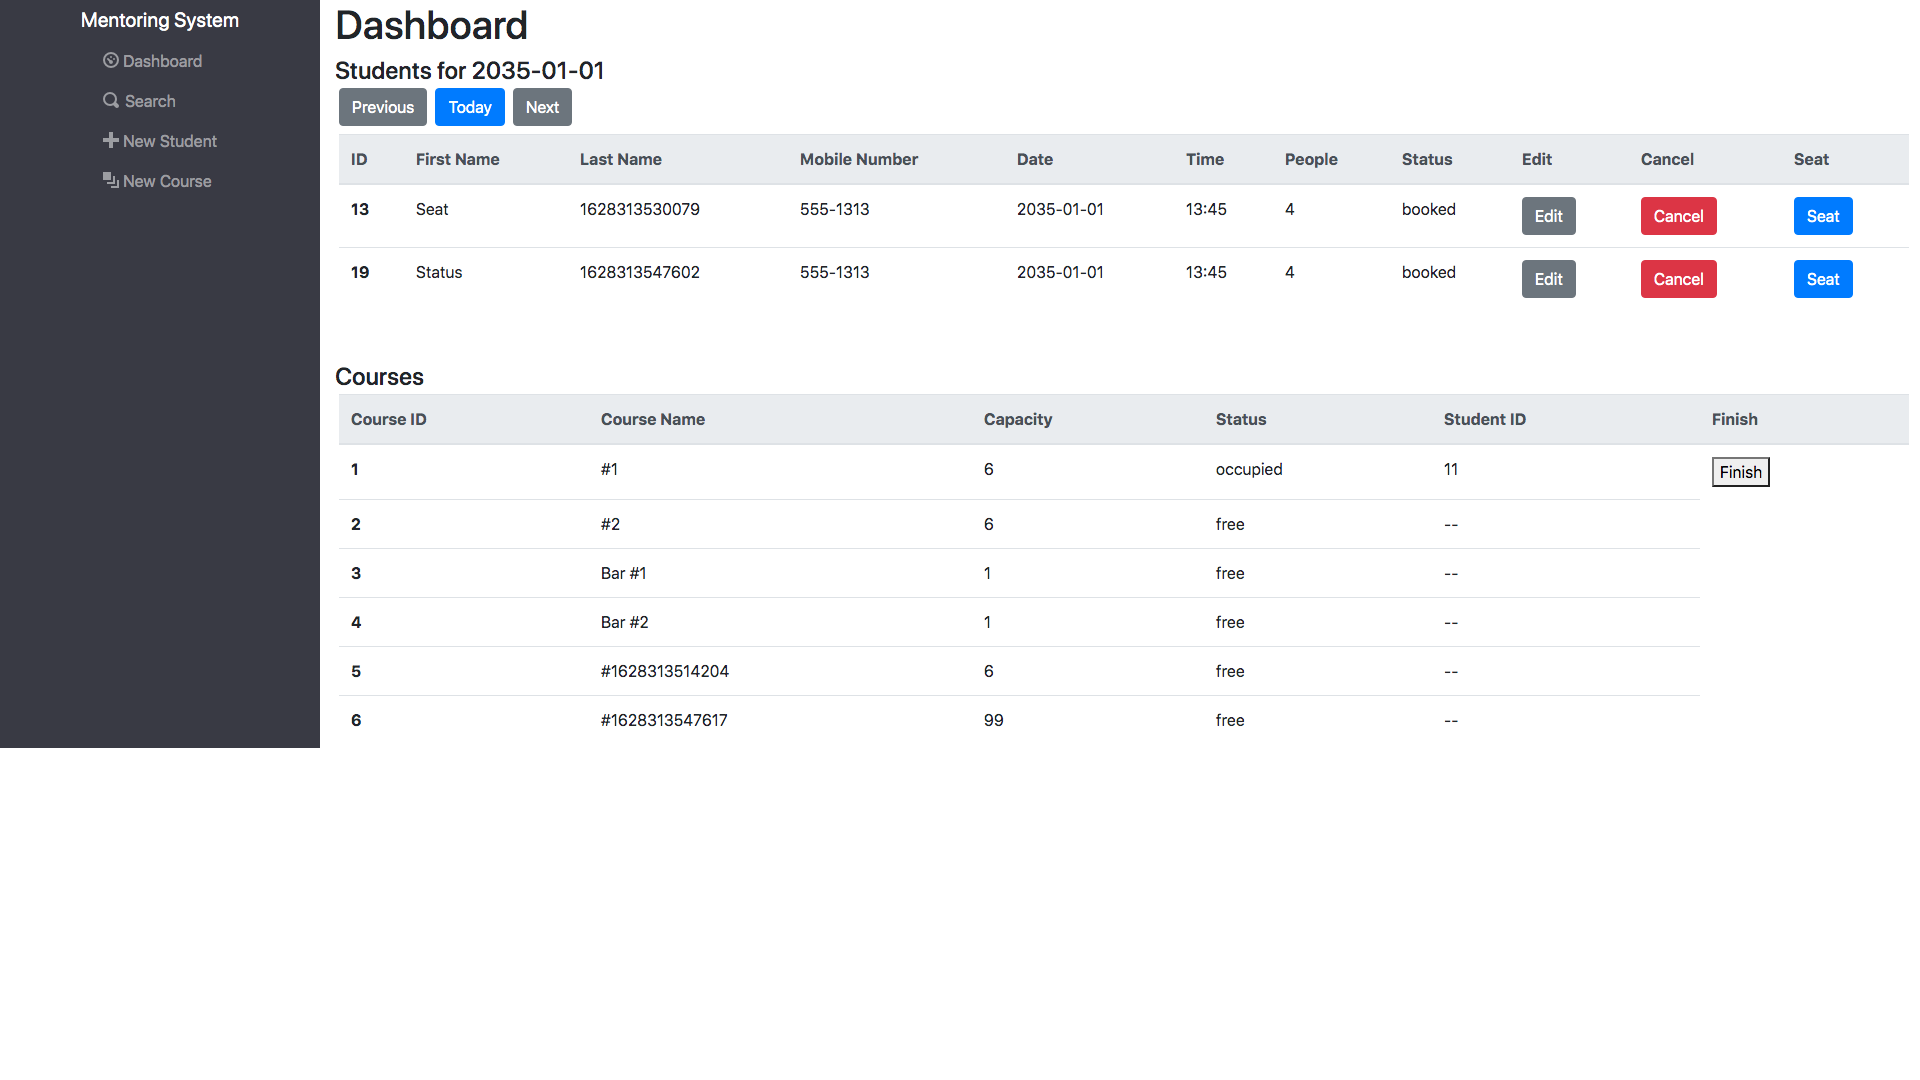 Mentoring System
Dashboard
Search
New Student
New Course
Dashboard
Students for 2035-01-01
Previous Today Next
ID First Name Last Name Mobile Number Date Time People Status Edit Cancel Seat
13 Seat 1628313530079 555-1313 2035-01-01 13:45 4 booked Edit Cancel Seat
19 Status 1628313547602 555-1313 2035-01-01 13:45 4 booked Edit Cancel Seat
Courses
Course ID Course Name Capacity Status Student ID Finish
1 #1 6 occupied 11 Finish
2 #2 6 free --
3 Bar #1 1 free --
4 Bar #2 1 free --
5 #1628313514204 6 free --
6 #1628313547617 99 free --